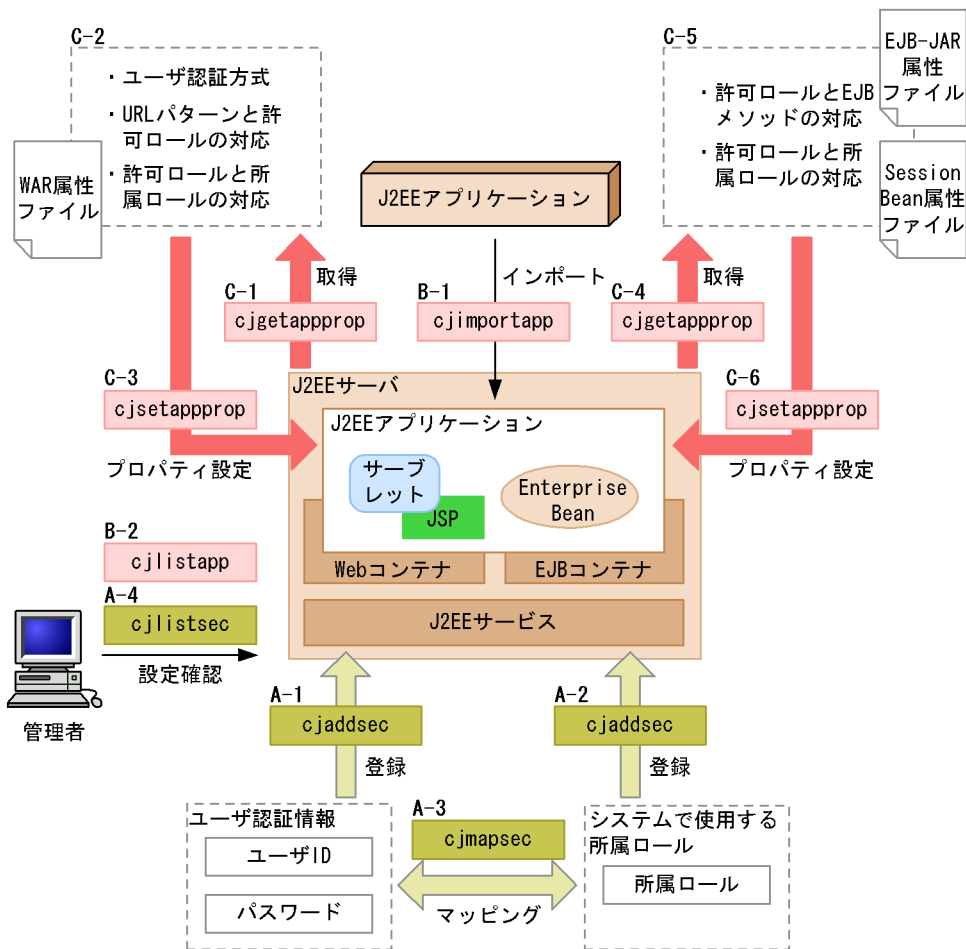 C-2
・ユーザ認証方式
・URLパターンと許
可ロールの対応
・許可ロールと所
属ロールの対応
WAR属性
ファイル
C-5
EJB-JAR
属性
ファイル
・許可ロールとEJB
メソッドの対応
・許可ロールと所
属ロールの対応
Session
Bean属性
ファイル
J2EEアプリケーション
取得
インポート
取得
C-1
cjgetappprop
B-1
cjimportapp
C-4
cjgetappprop
C-3
cjsetappprop
プロパティ設定
C-6
cjsetappprop
プロパティ設定
J2EEサーバ
J2EEアプリケーション
サーブ
レット
JSP
Enterprise
Bean
Webコンテナ
EJBコンテナ
J2EEサービス
B-2
cjlistapp
A-4
cjlistsec
設定確認
管理者
A-1
cjaddsec
登録
A-2
cjaddsec
登録
ユーザ認証情報
ユーザID
パスワード
A-3
cjmapsec
マッピング
システムで使用する
所属ロール
所属ロール